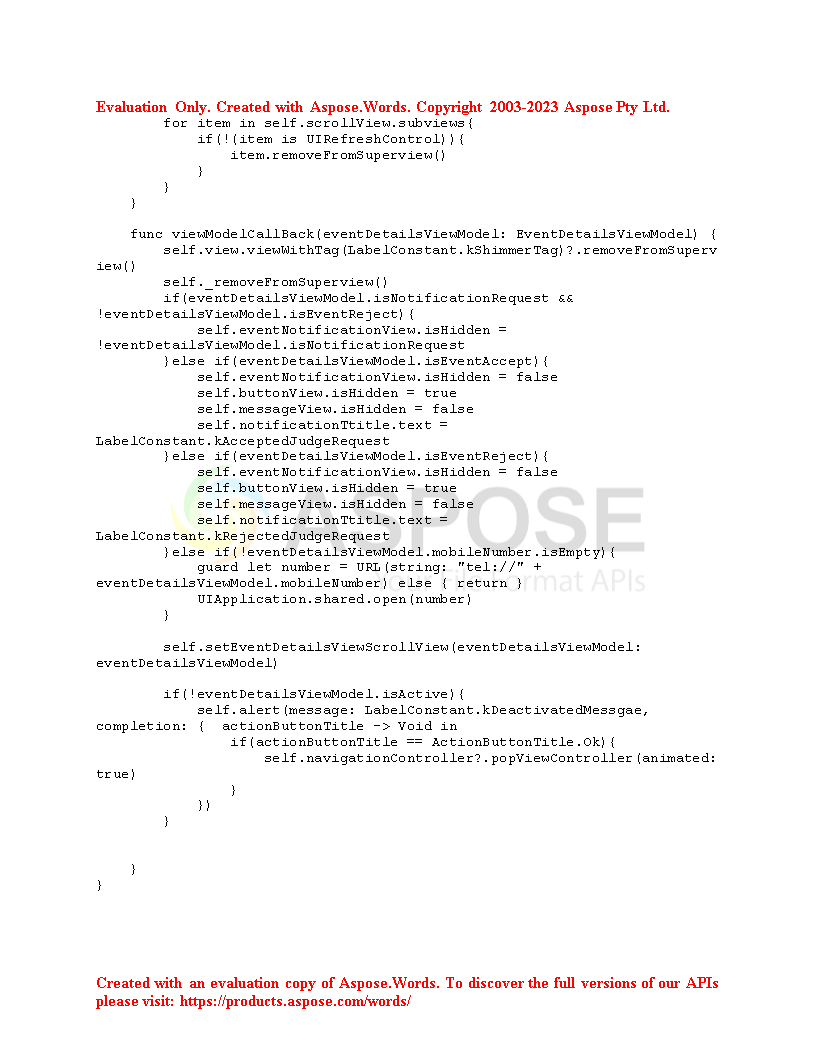 Evaluation Only. Created with Aspose.Words. Copyright 2003-2023 Aspose Pty Ltd.
        for item in self.scrollView.subviews{
            if(!(item is UIRefreshControl)){
                item.removeFromSuperview()
            }
        }
    }

    func viewModelCallBack(eventDetailsViewModel: EventDetailsViewModel) {
        self.view.viewWithTag(LabelConstant.kShimmerTag)?.removeFromSuperv
iew()
        self._removeFromSuperview()
        if(eventDetailsViewModel.isNotificationRequest &&
!eventDetailsViewModel.isEventReject){
            self.eventNotificationView.isHidden =
!eventDetailsViewModel.isNotificationRequest
        }else if(eventDetailsViewModel.isEventAccept){
            self.eventNotificationView.isHidden = false
            self.buttonView.isHidden = true
            self.messageView.isHidden = false
            self.notificationTtitle.text =
LabelConstant.kAcceptedJudgeRequest
        }else if(eventDetailsViewModel.isEventReject){
            self.eventNotificationView.isHidden = false
            self.buttonView.isHidden = true
            self.messageView.isHidden = false
            self.notificationTtitle.text =
LabelConstant.kRejectedJudgeRequest
        }else if(!eventDetailsViewModel.mobileNumber.isEmpty){
            guard let number = URL(string: "tel://" +
eventDetailsViewModel.mobileNumber) else { return }
            UIApplication.shared.open(number)
        }

        self.setEventDetailsViewScrollView(eventDetailsViewModel:
eventDetailsViewModel)

        if(!eventDetailsViewModel.isActive){
            self.alert(message: LabelConstant.kDeactivatedMessgae,
completion: {  actionButtonTitle -> Void in
                if(actionButtonTitle == ActionButtonTitle.Ok){
                    self.navigationController?.popViewController(animated:
true)
                }
            })
        }


    }
}
ASPOSE
Format APIs
Created with an evaluation copy of Aspose.Words. To discover the full versions of our APIs
please visit: https://products.aspose.com/words/